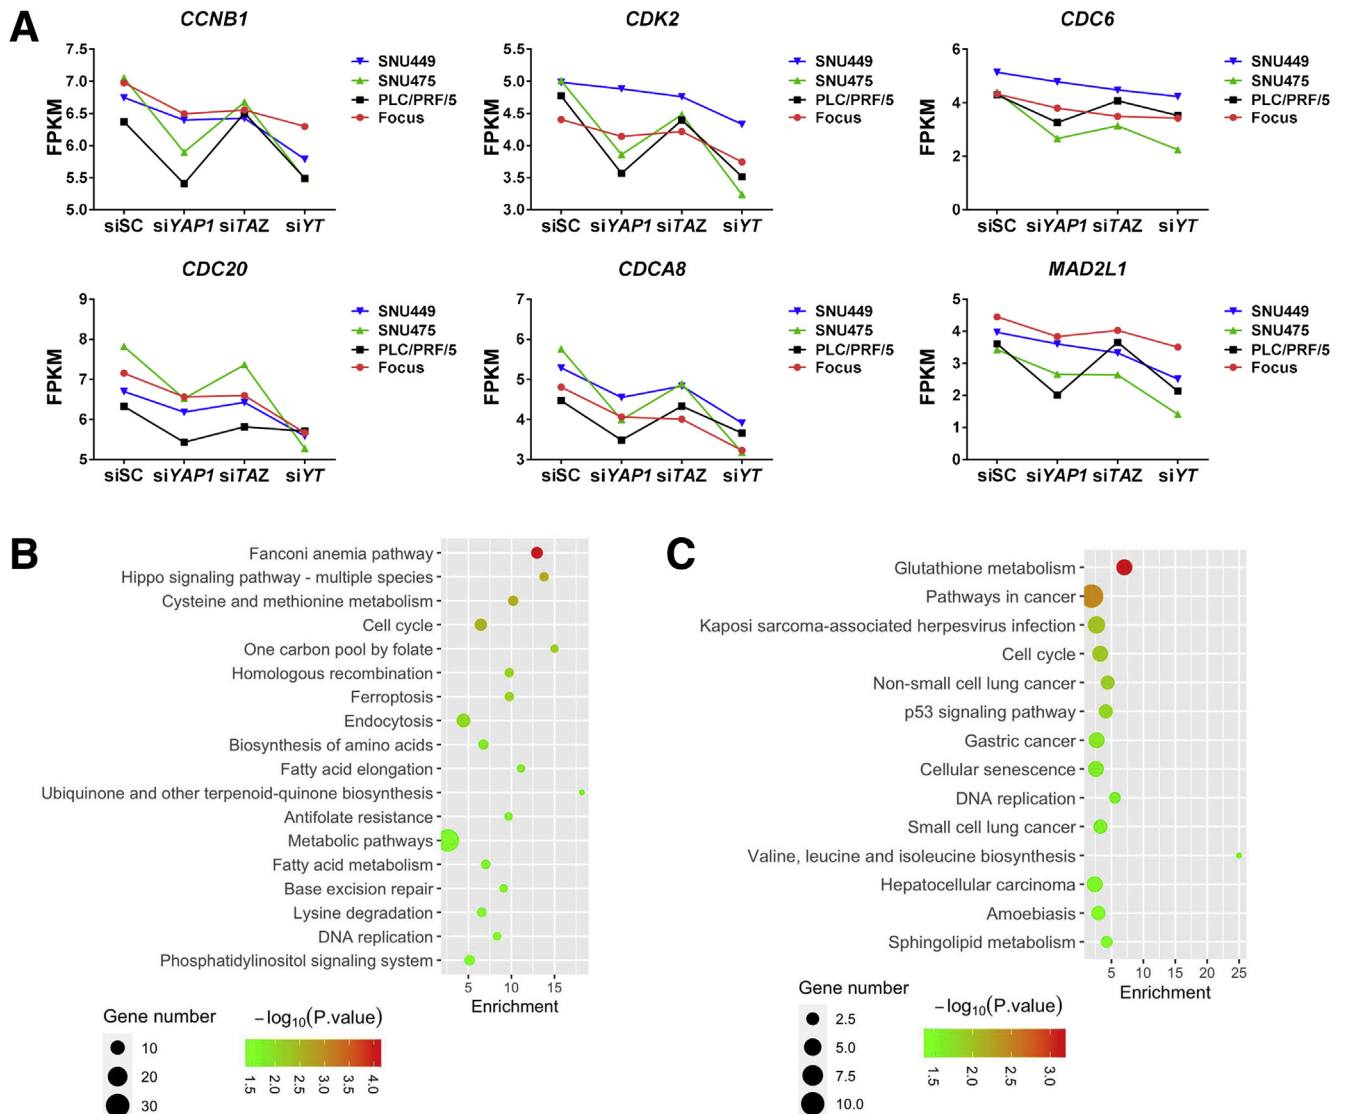 A
CCNB1
7.5
7.0
6.5
6.0
5.5
5.0
FPKM
siSC siYAP1 siTAZ siYT
SNU449
SNU475
PLC/PRF/5
Focus
CDK2
5.5
5.0
4.5
4.0
3.5
3.0
FPKM
siSC siYAP1 siTAZ siYT
SNU449
SNU475
PLC/PRF/5
Focus
CDC6
6
4
2
0
FPKM
siSC siYAP1 siTAZ siYT
SNU449
SNU475
PLC/PRF/5
Focus
CDC20
9
8
7
6
5
FPKM
siSC siYAP1 siTAZ siYT
SNU449
SNU475
PLC/PRF/5
Focus
CDCA8
7
6
5
4
3
FPKM
siSC siYAP1 siTAZ siYT
SNU449
SNU475
PLC/PRF/5
Focus
MAD2L1
5
4
3
2
1
0
FPKM
siSC siYAP1 siTAZ siYT
SNU449
SNU475
PLC/PRF/5
Focus
B
Fanconi anemia pathway
Hippo signaling pathway - multiple species
Cysteine and methionine metabolism
Cell cycle
One carbon pool by folate
Homologous recombination
Ferroptosis
Endocytosis
Biosynthesis of amino acids
Fatty acid elongation
Ubiquinone and other terpenoid-quinone biosynthesis
Antifolate resistance
Metabolic pathways
Fatty acid metabolism
Base excision repair
Lysine degradation
DNA replication
Phosphatidylinositol signaling system
5 10 15
Enrichment
Gene number
10
20
30
−log10(P.value)
1.5 2.0 2.5 3.0 3.5 4.0
C
Glutathione metabolism
Pathways in cancer
Kaposi sarcoma-associated herpesvirus infection
Cell cycle
Non-small cell lung cancer
p53 signaling pathway
Gastric cancer
Cellular senescence
DNA replication
Small cell lung cancer
Valine, leucine and isoleucine biosynthesis
Hepatocellular carcinoma
Amoebiasis
Sphingolipid metabolism
5 10 15 20 25
Enrichment
Gene number
2.5
5.0
7.5
10.0
−log10(P.value)
1.5 2.0 2.5 3.0